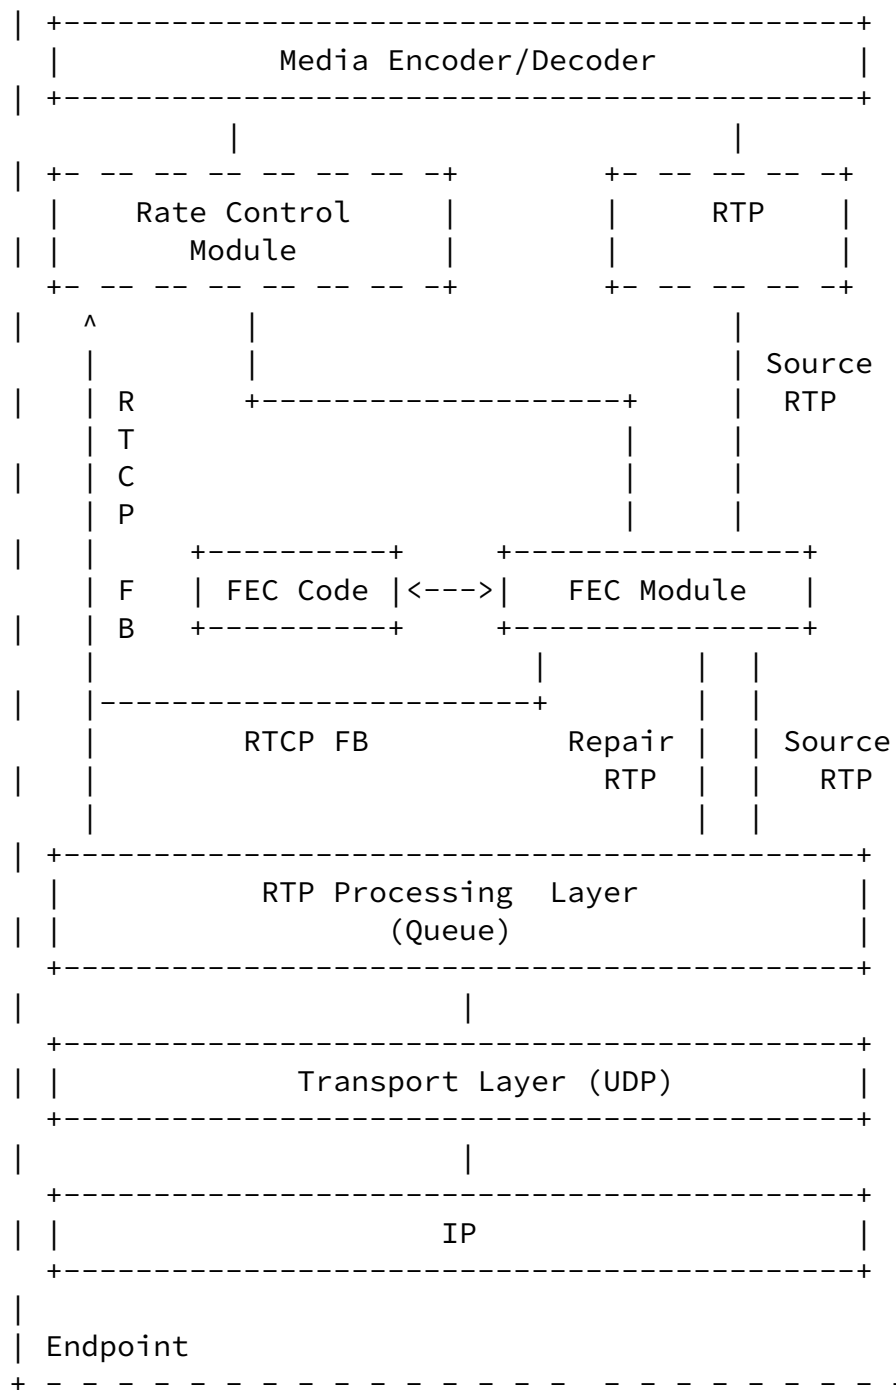 Media Encoder/Decoder
Rate Control RTP
Module
Source
R RTP
T
C
P
F FEC Code FEC Module
B
RTCP FB Repair Source
RTP RTP
RTP Processing Layer
(Queue)
Transport Layer (UDP)
IP
Endpoint